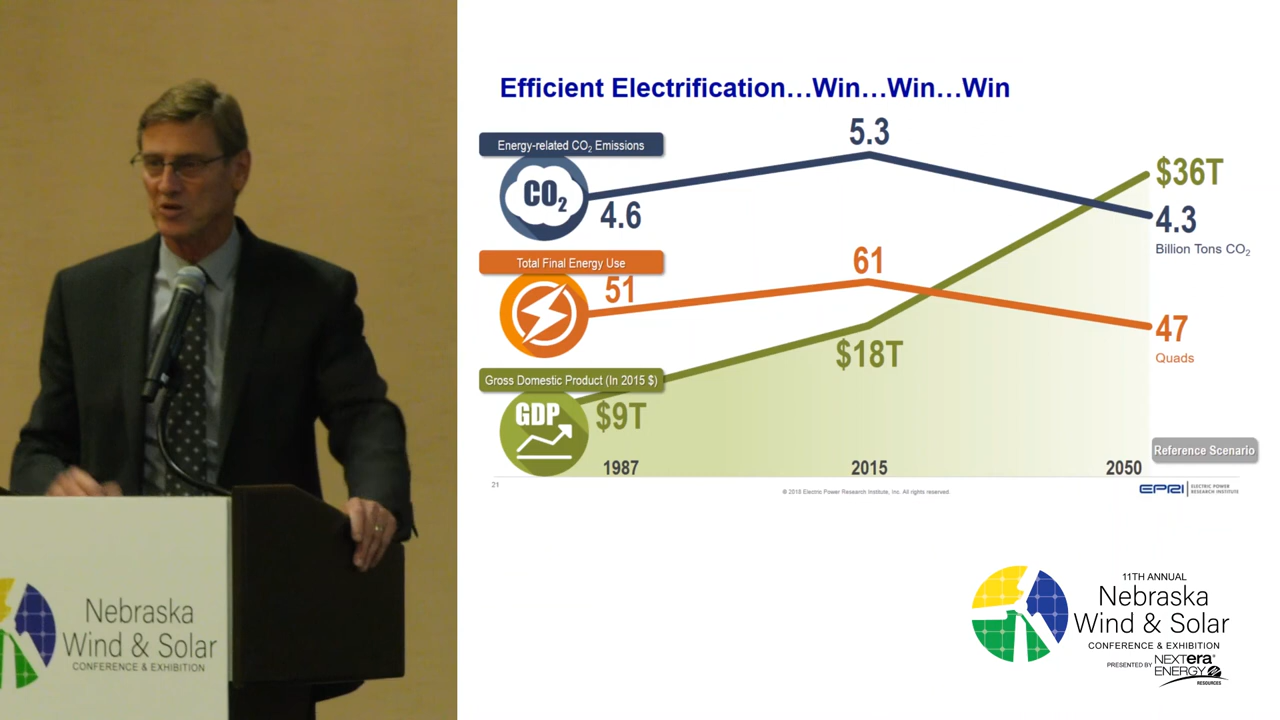 Efficient Electrification…Win…Win…Win
Energy-related CO₂ Emissions
CO₂
4.6
5.3
4.3
Billion Tons CO₂
Total Final Energy Use
51
61
47
Quads
Gross Domestic Product (In 2015 $)
GDP
$9T
$18T
$36T
1987
2015
2050
Reference Scenario
21
© 2018 Electric Power Research Institute, Inc. All rights reserved.
EPRI
ELECTRIC POWER
RESEARCH INSTITUTE
Nebraska
Wind & Solar
CONFERENCE & EXHIBITION
11TH ANNUAL
Nebraska
Wind & Solar
CONFERENCE & EXHIBITION
PRESENTED BY
NEXTera®
ENERGY
RESOURCES